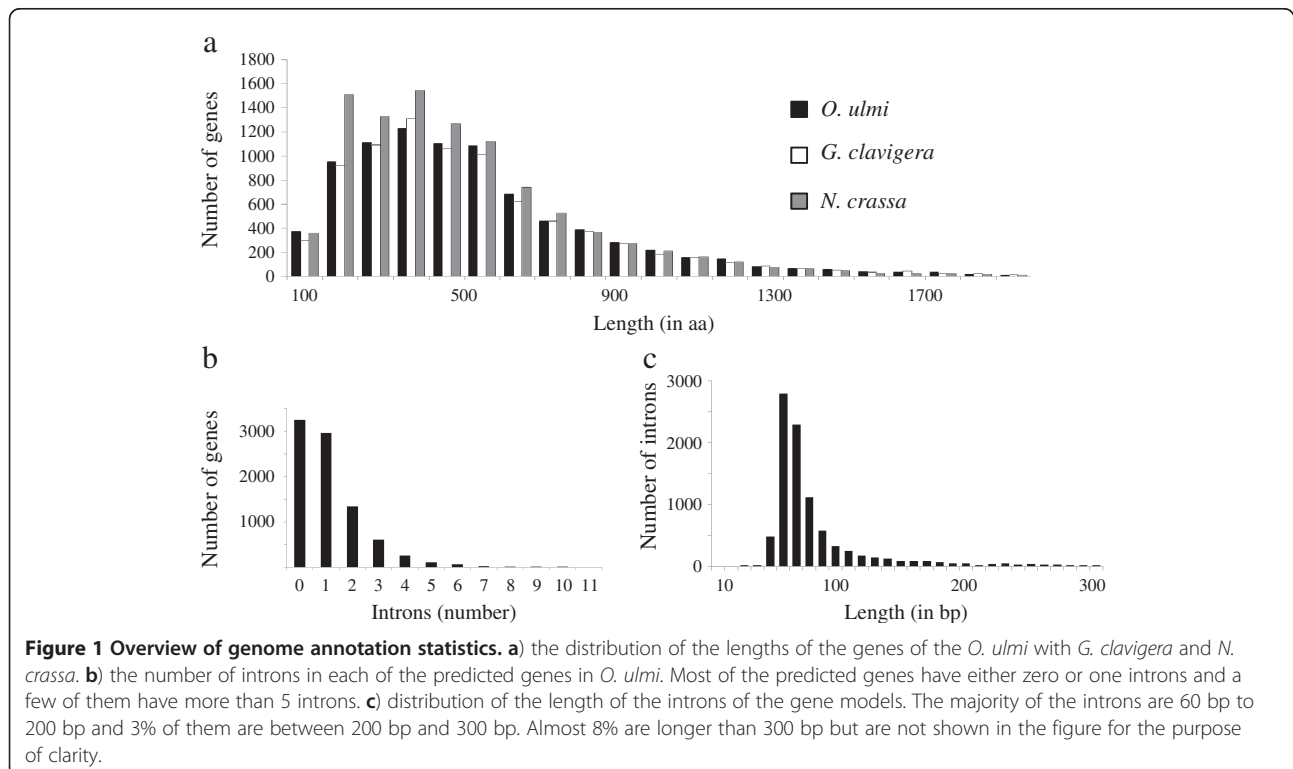 a
1800
1600
1400
1200
1000
800
600
400
200
0
Number of genes
100 500 900 1300 1700
Length (in aa)
O. ulmi
G. clavigera
N. crassa
b
3000
2000
1000
Number of genes
0 1 2 3 4 5 6 7 8 9 10 11
Introns (number)
c
3000
2000
1000
0
Number of introns
10 100 200 300
Length (in bp)
Figure 1 Overview of genome annotation statistics. a) the distribution of the lengths of the genes of the O. ulmi with G. clavigera and N.
crassa. b) the number of introns in each of the predicted genes in O. ulmi. Most of the predicted genes have either zero or one introns and a
few of them have more than 5 introns. c) distribution of the length of the introns of the gene models. The majority of the introns are 60 bp to
200 bp and 3% of them are between 200 bp and 300 bp. Almost 8% are longer than 300 bp but are not shown in the figure for the purpose
of clarity.